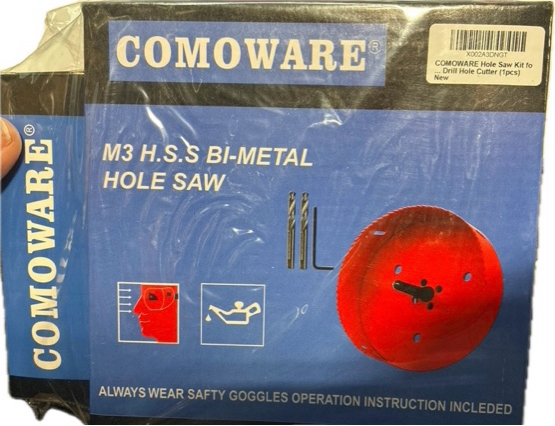 COMOWARE®
X002A3DNGT
COMOWARE Hole Saw Kit fo
... Drill Hole Cutter (1pcs)
New
M3 H.S.S BI-METAL
HOLE SAW
COMOWARE®
ALWAYS WEAR SAFTY GOGGLES OPERATION INSTRUCTION INCLEDED